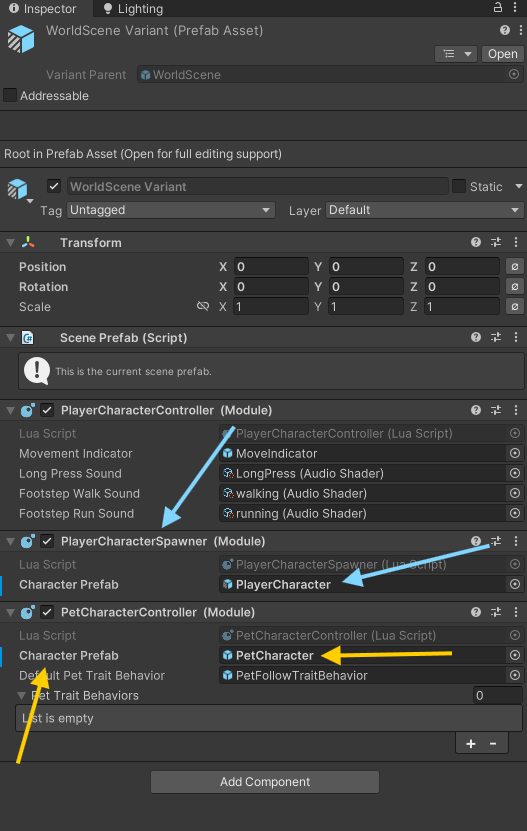 Inspector Lighting
WorldScene Variant (Prefab Asset)
Open
Variant Parent WorldScene
Addressable
Root in Prefab Asset (Open for full editing support)
WorldScene Variant Static
Tag Untagged Layer Default
Transform
Position X 0 Y 0 Z 0
Rotation X 0 Y 0 Z 0
Scale X 1 Y 1 Z 1
Scene Prefab (Script)
This is the current scene prefab.
PlayerCharacterController (Module)
Lua Script PlayerCharacterController (Lua Script)
Movement Indicator MoveIndicator
Long Press Sound LongPress (Audio Shader)
Footstep Walk Sound walking (Audio Shader)
Footstep Run Sound running (Audio Shader)
PlayerCharacterSpawner (Module)
Lua Script PlayerCharacterSpawner (Lua Script)
Character Prefab PlayerCharacter
PetCharacterController (Module)
Lua Script PetCharacterController (Lua Script)
Character Prefab PetCharacter
Default Pet Trait Behavior PetFollowTraitBehavior
Pet Trait Behaviors 0
List is empty
+ -
Add Component